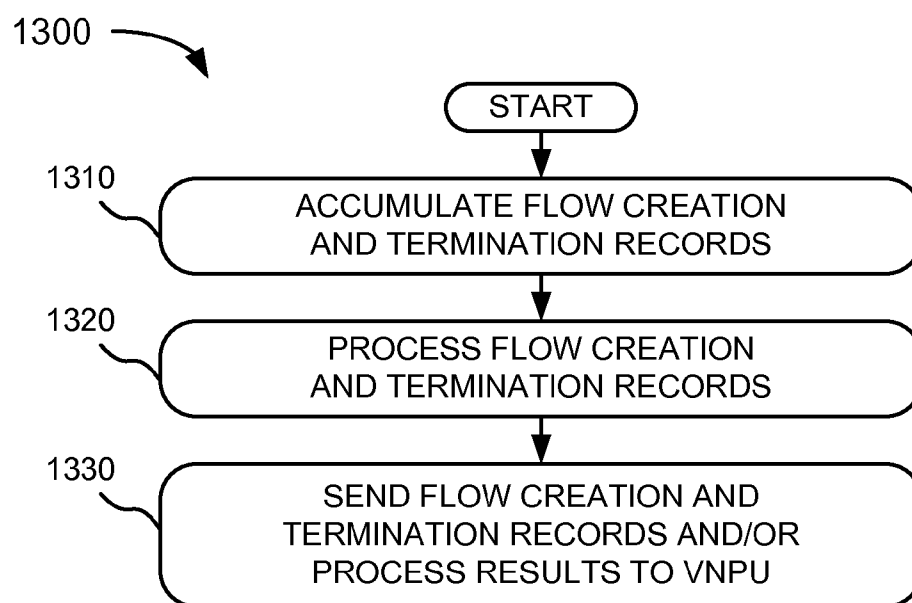 1300
START
1310
ACCUMULATE FLOW CREATION
AND TERMINATION RECORDS
1320
PROCESS FLOW CREATION
AND TERMINATION RECORDS
1330
SEND FLOW CREATION AND
TERMINATION RECORDS AND/OR
PROCESS RESULTS TO VNPU